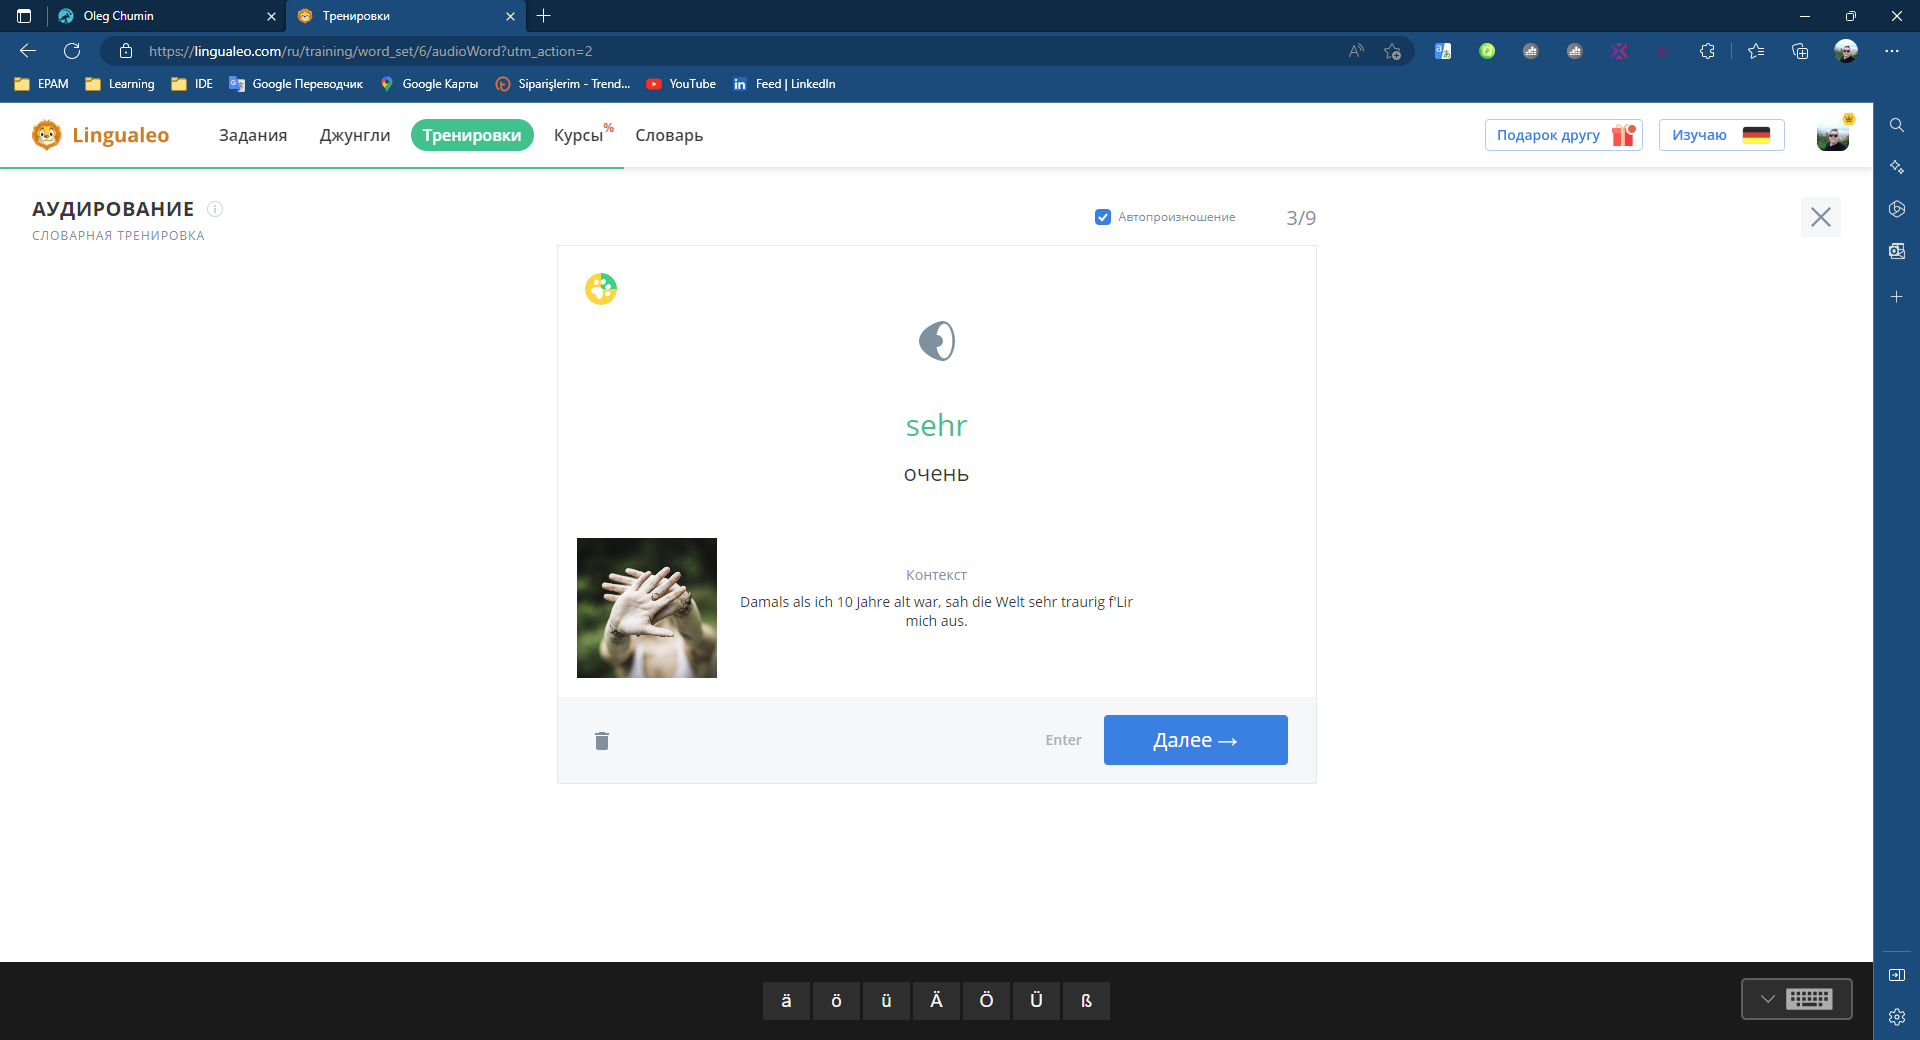 Oleg Chumin
Тренировки
https://lingualeo.com/ru/training/word_set/6/audioWord?utm_action=2
EPAM
Learning
IDE
Google Переводчик
Google Карты
Siparişlerim - Trend...
YouTube
Feed | LinkedIn
Lingualeo
Задания
Джунгли
Тренировки
Курсы%
Словарь
Подарок другу
Изучаю
АУДИРОВАНИЕ
СЛОВАРНАЯ ТРЕНИРОВКА
Автопроизношение
3/9
sehr
очень
Контекст
Damals als ich 10 Jahre alt war, sah die Welt sehr traurig f'Lir
mich aus.
Enter
Далее →
ä ö ü Ä Ö Ü ß